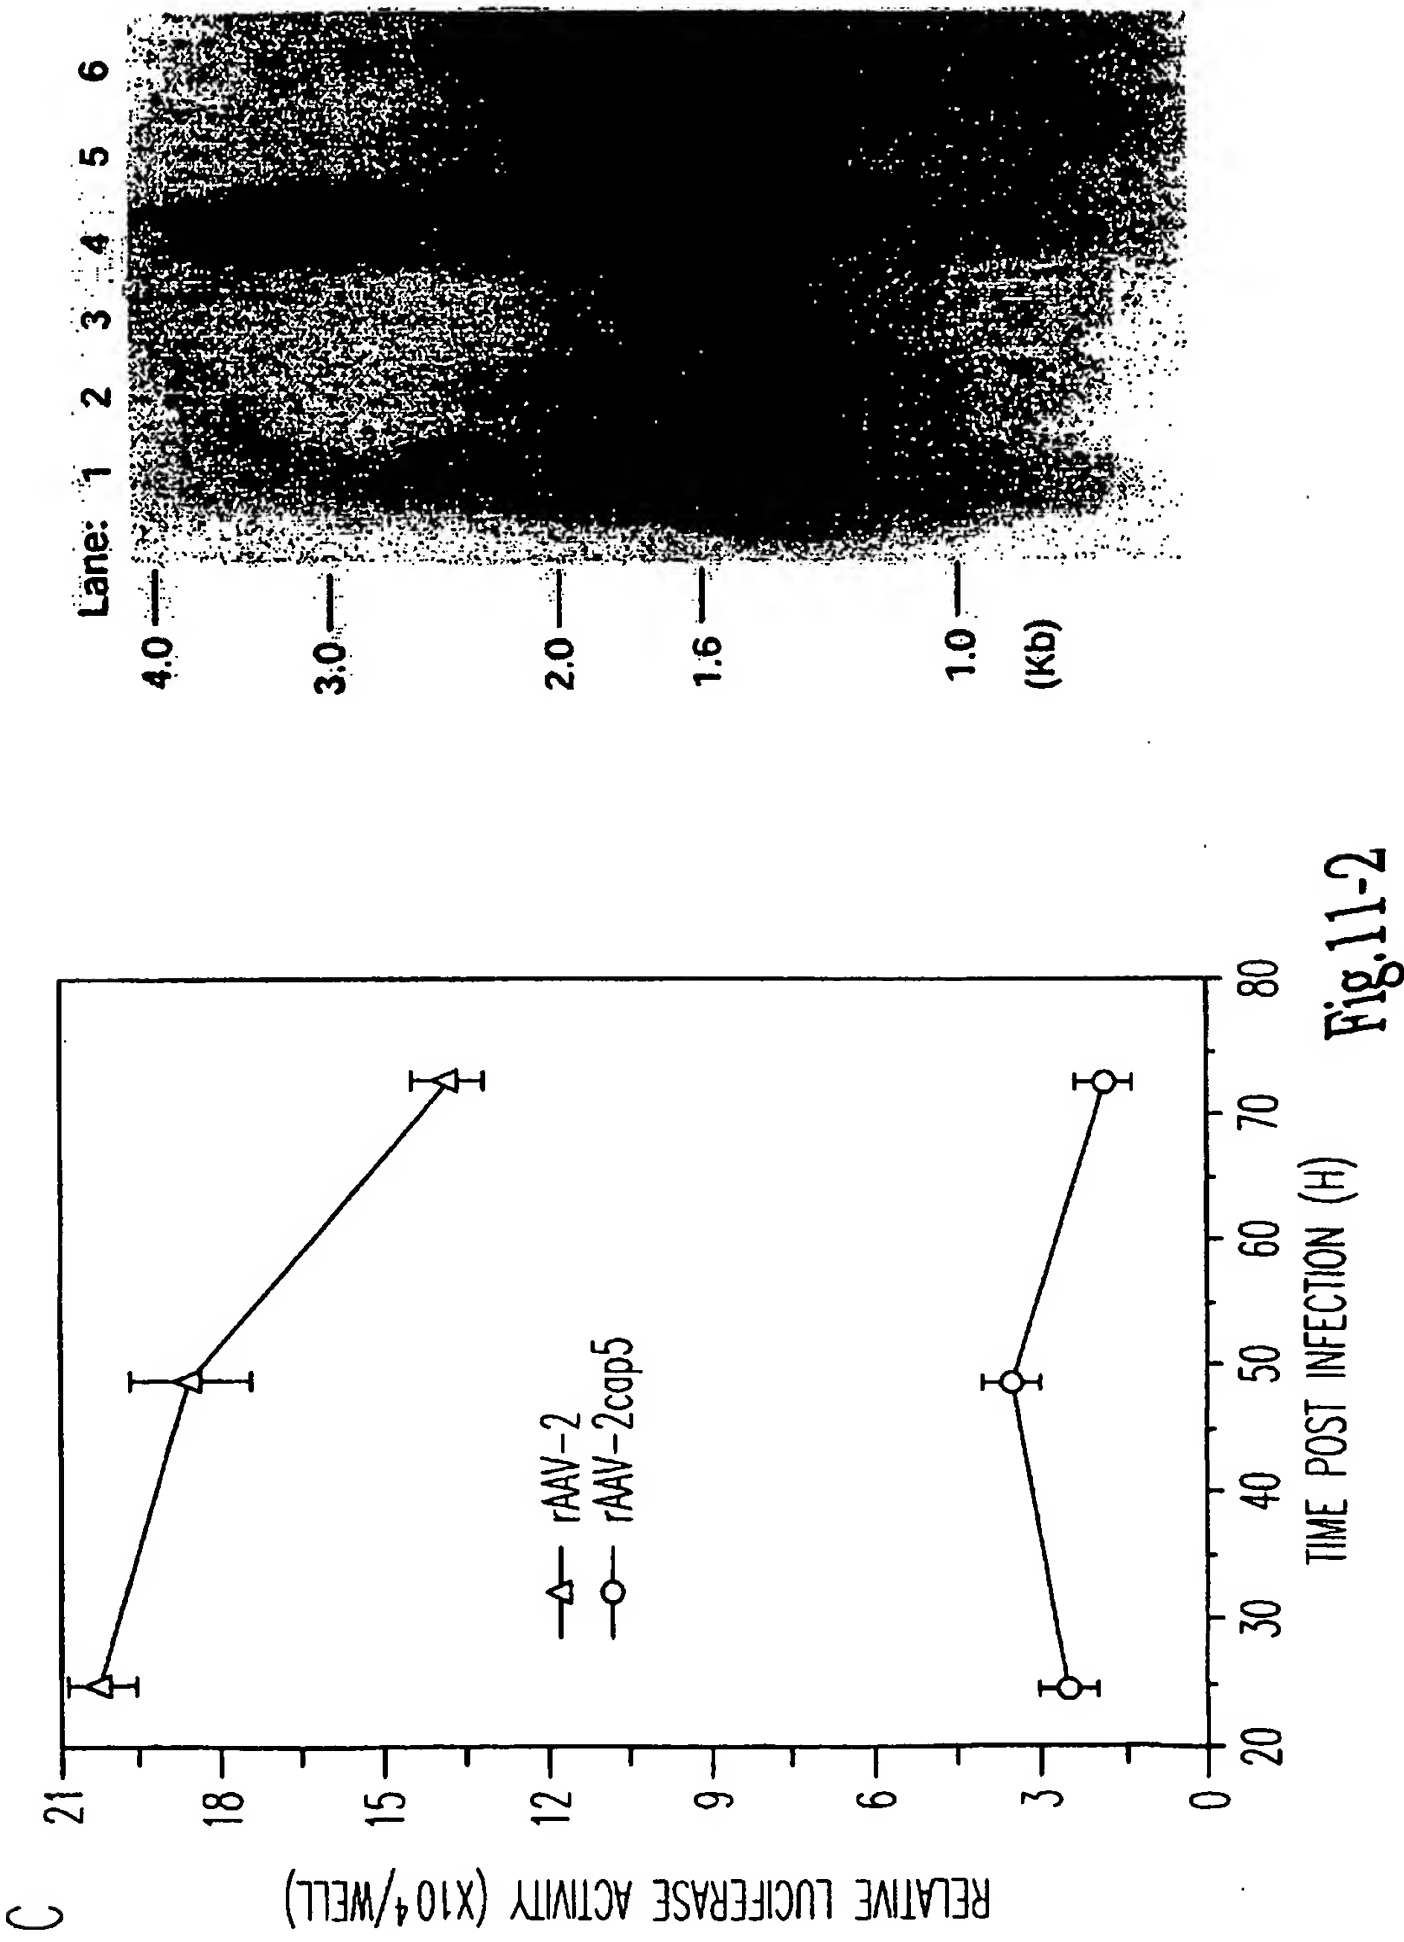 C
RELATIVE LUCIFERASE ACTIVITY (X10⁴/WELL)
21
18
15
12
9
6
3
0
rAAV-2
rAAV-2cap5
20 30 40 50 60 70 80
TIME POST INFECTION (H)
Lane: 1 2 3 4 5 6
4.0
3.0
2.0
1.6
1.0
(Kb)
Fig.11-2